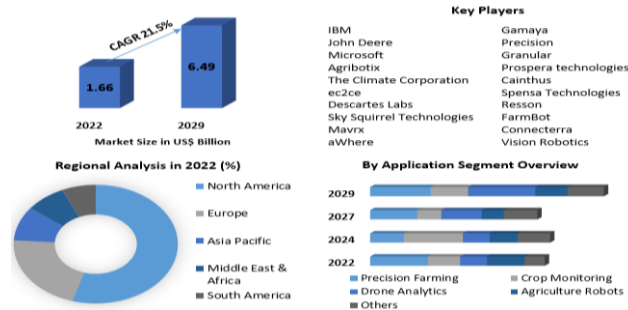 CAGR 21.5%
1.66
6.49
2022
2029
Market Size in US$ Billion
Key Players
IBM
John Deere
Microsoft
Agribotix
The Climate Corporation
ec2ce
Descartes Labs
Sky Squirrel Technologies
Mavrx
aWhere
Gamaya
Precision
Granular
Prospera technologies
Cainthus
Spensa Technologies
Resson
FarmBot
Connecterra
Vision Robotics
Regional Analysis in 2022 (%)
North America
Europe
Asia Pacific
Middle East &
Africa
South America
By Application Segment Overview
2029
2027
2024
2022
Precision Farming
Crop Monitoring
Drone Analytics
Agriculture Robots
Others